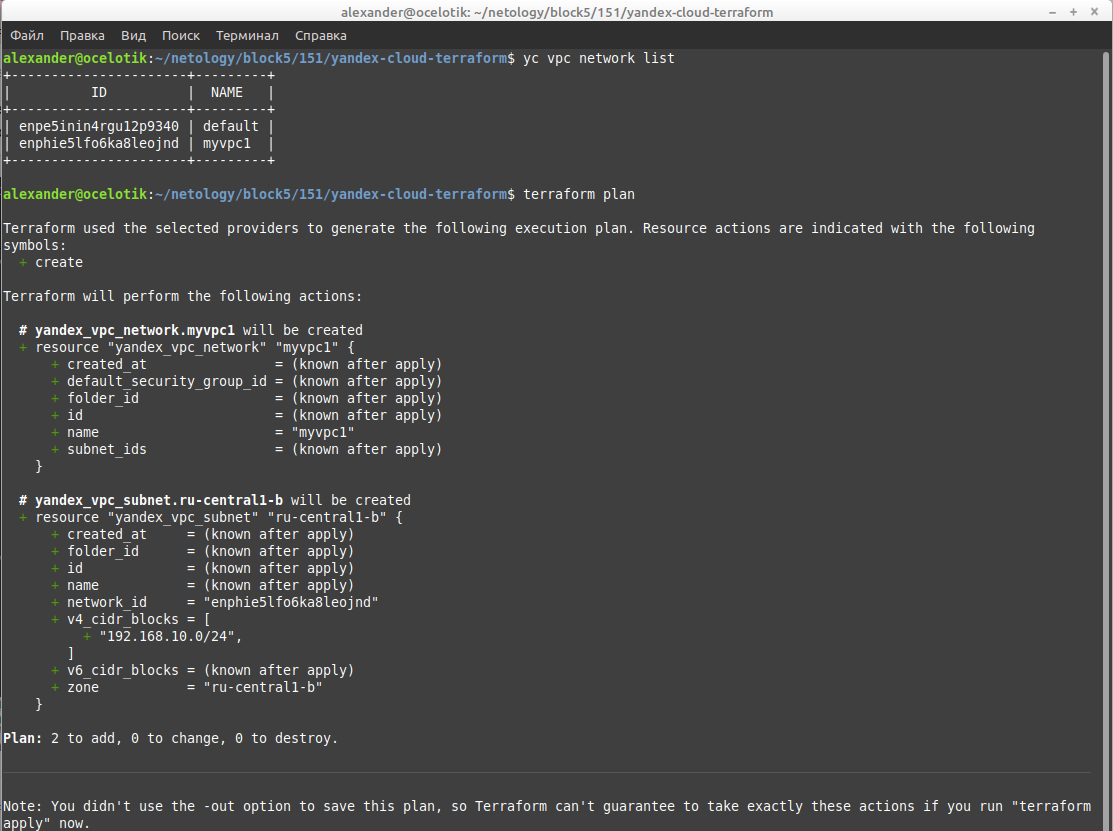 alexander@ocelotik: ~/netology/block5/151/yandex-cloud-terraform
Файл Правка Вид Поиск Терминал Справка
alexander@ocelotik:~/netology/block5/151/yandex-cloud-terraform$ yc vpc network list
+----------------------+---------+
|          ID          |  NAME   |
+----------------------+---------+
| enpe5inin4rgu12p9340 | default |
| enphie5lfo6ka8leojnd | myvpc1  |
+----------------------+---------+
alexander@ocelotik:~/netology/block5/151/yandex-cloud-terraform$ terraform plan
Terraform used the selected providers to generate the following execution plan. Resource actions are indicated with the following
symbols:
  + create
Terraform will perform the following actions:
  # yandex_vpc_network.myvpc1 will be created
  + resource "yandex_vpc_network" "myvpc1" {
      + created_at                = (known after apply)
      + default_security_group_id = (known after apply)
      + folder_id                 = (known after apply)
      + id                        = (known after apply)
      + name                      = "myvpc1"
      + subnet_ids                = (known after apply)
    }
  # yandex_vpc_subnet.ru-central1-b will be created
  + resource "yandex_vpc_subnet" "ru-central1-b" {
      + created_at     = (known after apply)
      + folder_id      = (known after apply)
      + id             = (known after apply)
      + name           = (known after apply)
      + network_id     = "enphie5lfo6ka8leojnd"
      + v4_cidr_blocks = [
          + "192.168.10.0/24",
        ]
      + v6_cidr_blocks = (known after apply)
      + zone           = "ru-central1-b"
    }
Plan: 2 to add, 0 to change, 0 to destroy.
Note: You didn't use the -out option to save this plan, so Terraform can't guarantee to take exactly these actions if you run "terraform
apply" now.